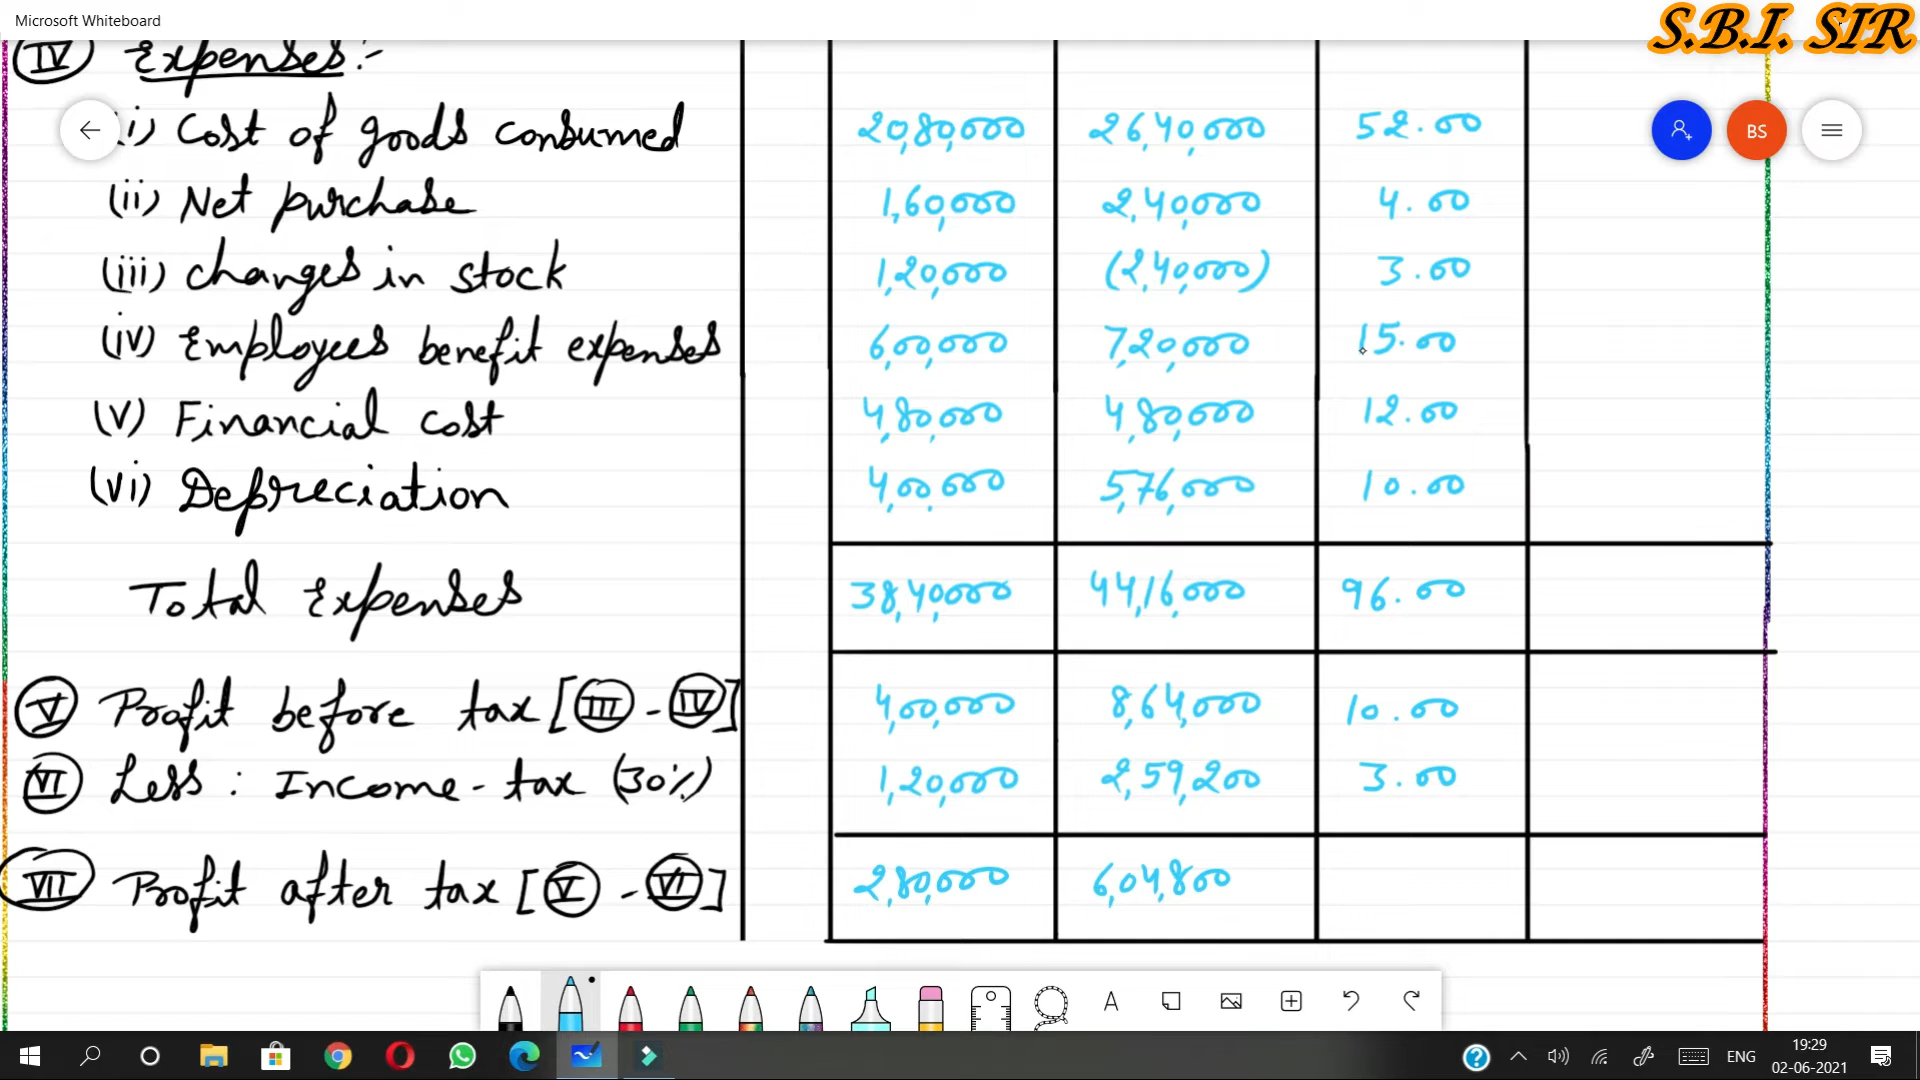 Microsoft Whiteboard
S.B.I. SIR
IV Expenses :-
(i) Cost of goods consumed 20,80,000 26,40,000 52.00
BS
(ii) Net purchase 1,60,000 2,40,000 4.00
(iii) Changes in stock 1,20,000 (2,40,000) 3.00
(iv) Employees benefit expenses 6,00,000 7,20,000 15.00
(v) Financial cost 4,80,000 4,80,000 12.00
(vi) Depreciation 4,00,000 5,76,000 10.00
Total Expenses 38,40,000 44,16,000 96.00
V Profit before tax [III - IV] 4,00,000 8,64,000 10.00
VI Less : Income-tax (30%) 1,20,000 2,59,200 3.00
VII Profit after tax [V - VI] 2,80,000 6,04,800
ENG
19:29
02-06-2021